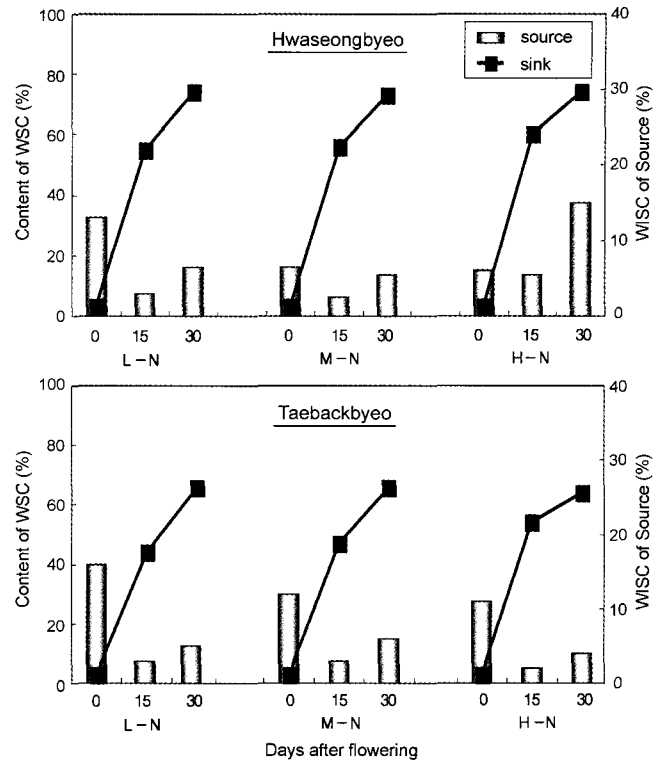 Hwaseongbyeo
source
sink
Content of WSC (%)
100
80
60
40
20
0
WISC of Source (%)
40
30
20
10
0
0 15 30 0 15 30 0 15 30
L-N M-N H-N
Taebackbyeo
Content of WSC (%)
100
80
60
40
20
0
WISC of Source (%)
40
30
20
10
0
0 15 30 0 15 30 0 15 30
L-N M-N H-N
Days after flowering